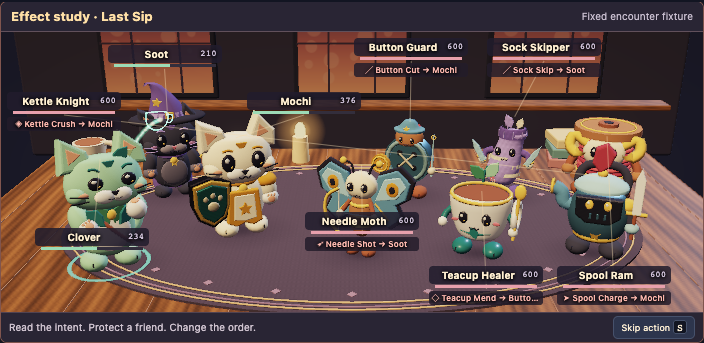 Effect study · Last Sip
Fixed encounter fixture
Soot 210
Button Guard 600
Button Cut → Mochi
Sock Skipper 600
Sock Skip → Soot
Kettle Knight 600
Kettle Crush → Mochi
Mochi 376
Clover 234
Needle Moth 600
Needle Shot → Soot
Teacup Healer 600
Teacup Mend → Butto...
Spool Ram 600
Spool Charge → Mochi
Read the intent. Protect a friend. Change the order.
Skip action S